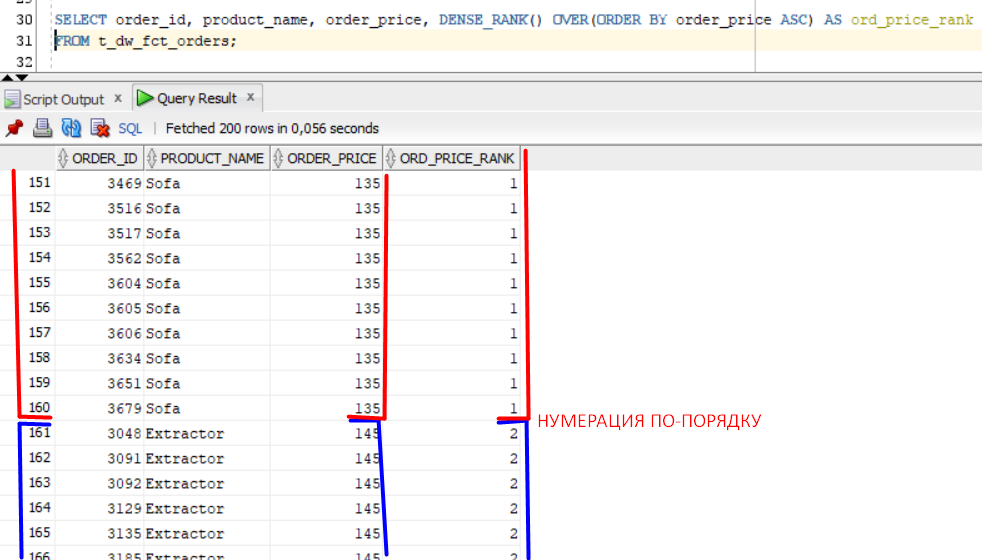 30 SELECT order_id, product_name, order_price, DENSE_RANK() OVER(ORDER BY order_price ASC) AS ord_price_rank
31 FROM t_dw_fct_orders;
32
Script Output x Query Result x
SQL | Fetched 200 rows in 0,056 seconds
ORDER_ID PRODUCT_NAME ORDER_PRICE ORD_PRICE_RANK
151 3469 Sofa 135 1
152 3516 Sofa 135 1
153 3517 Sofa 135 1
154 3562 Sofa 135 1
155 3604 Sofa 135 1
156 3605 Sofa 135 1
157 3606 Sofa 135 1
158 3634 Sofa 135 1
159 3651 Sofa 135 1
160 3679 Sofa 135 1
НУМЕРАЦИЯ ПО-ПОРЯДКУ
161 3048 Extractor 145 2
162 3091 Extractor 145 2
163 3092 Extractor 145 2
164 3129 Extractor 145 2
165 3135 Extractor 145 2
166 3185 Extractor 145 2